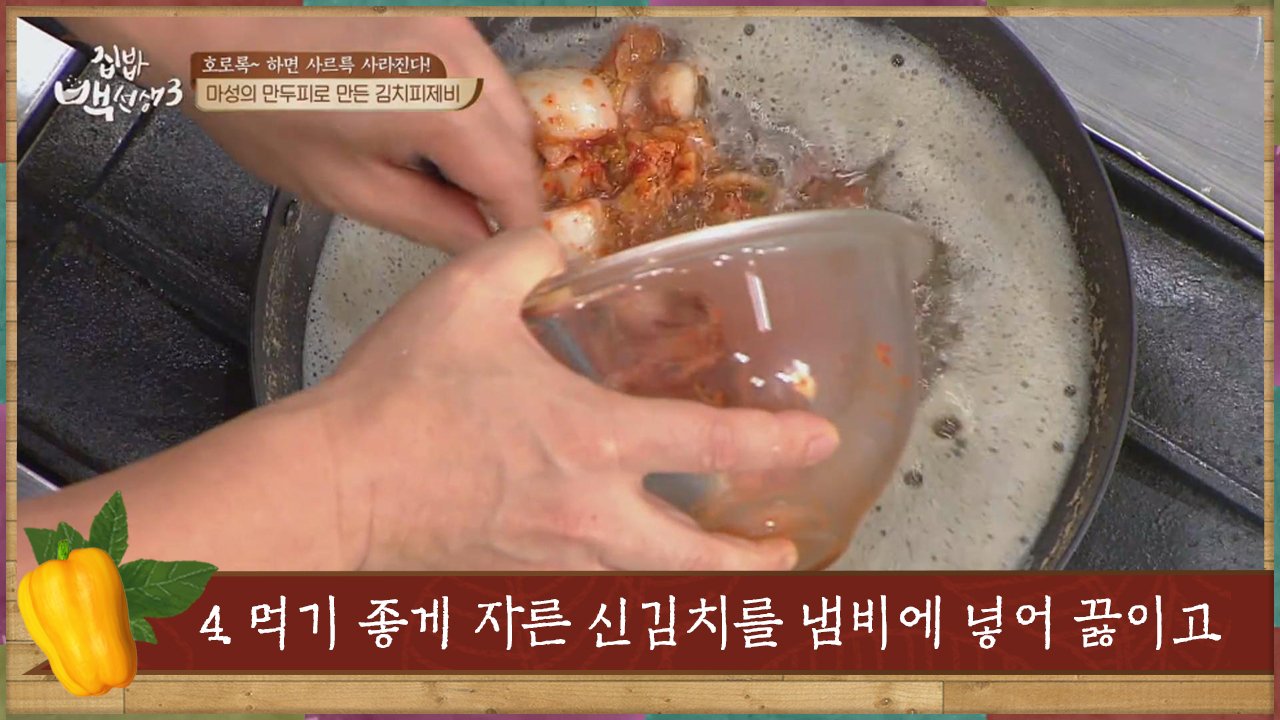 집밥
백선생3
호로록~ 하면 사르륵 사라진다!
마성의 만두피로 만든 김치피제비
4. 먹기 좋게 자른 신김치를 냄비에 넣어 끓이고